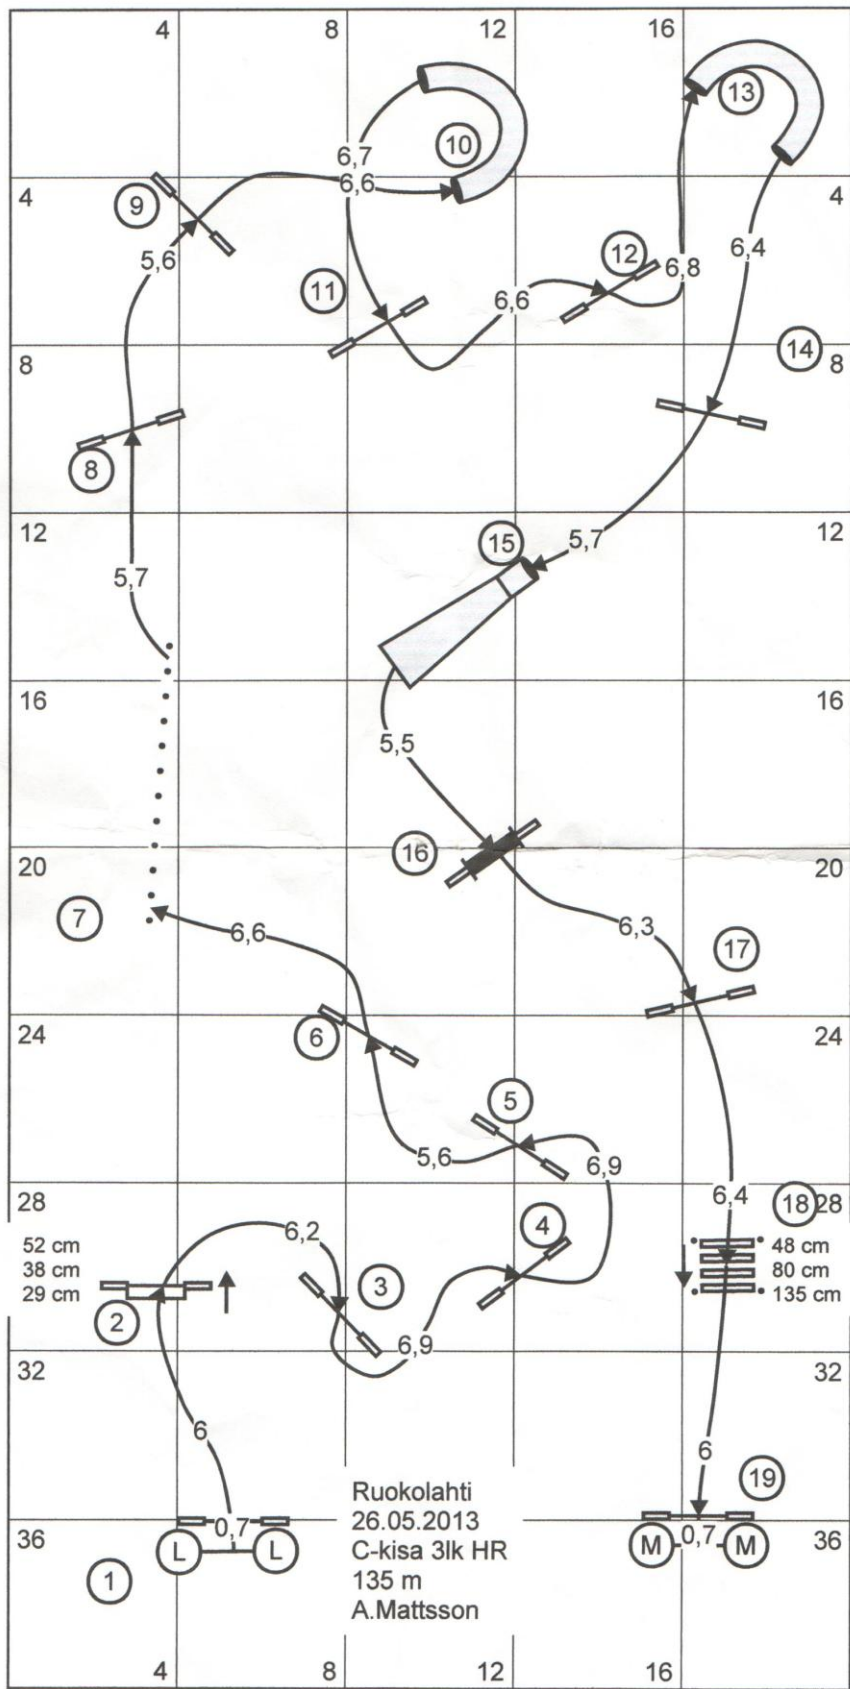 4 8 12 16
13
10
6,7
6,6
4 4
9
12
5,6 6,8 6,4
11
6,6
14
8 8
8
12 12
15
5,7
5,7
16 16
5,5
16
20 20
7
6,6 6,3
17
24 24
6
5
5,6 6,9
6,4
28 18 28
4
52 cm 6,2 48 cm
38 cm 3 80 cm
29 cm 135 cm
2
6,9
32 32
6 6
19
Ruokolahti
36 0,7 26.05.2013 36
L L C-kisa 3lk HR M 0,7 M
1 135 m
A.Mattsson
4 8 12 16